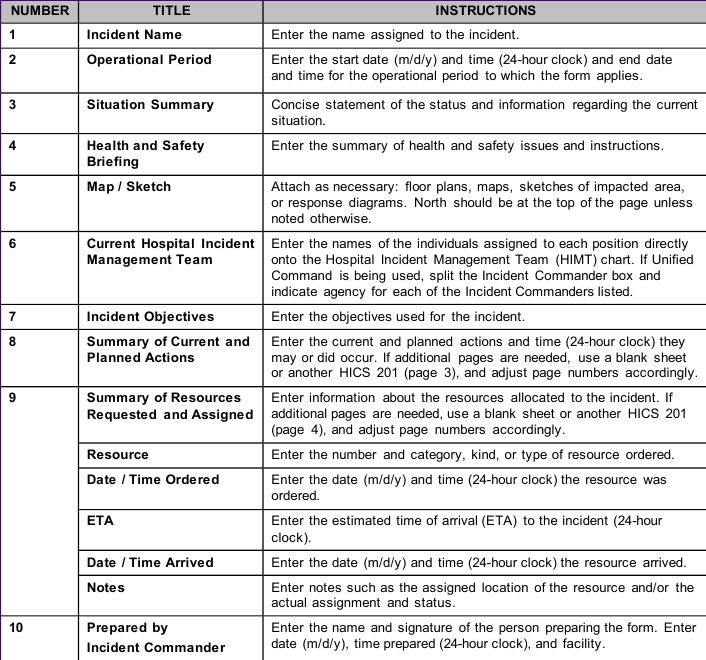 NUMBER TITLE INSTRUCTIONS
1 Incident Name Enter the name assigned to the incident.
2 Operational Period Enter the start date (m/d/y) and time (24-hour clock) and end date
and time for the operational period to which the form applies.
3 Situation Summary Concise statement of the status and information regarding the current
situation.
4 Health and Safety Enter the summary of health and safety issues and instructions.
Briefing
5 Map / Sketch Attach as necessary: floor plans, maps, sketches of impacted area,
or response diagrams. North should be at the top of the page unless
noted otherwise.
6 Current Hospital Incident Enter the names of the individuals assigned to each position directly
Management Team onto the Hospital Incident Management Team (HIMT) chart. If Unified
Command is being used, split the Incident Commander box and
indicate agency for each of the Incident Commanders listed.
7 Incident Objectives Enter the objectives used for the incident.
8 Summary of Current and Enter the current and planned actions and time (24-hour clock) they
Planned Actions may or did occur. If additional pages are needed, use a blank sheet
or another HICS 201 (page 3), and adjust page numbers accordingly.
9 Summary of Resources Enter information about the resources allocated to the incident. If
Requested and Assigned additional pages are needed, use a blank sheet or another HICS 201
(page 4), and adjust page numbers accordingly.
Resource Enter the number and category, kind, or type of resource ordered.
Date / Time Ordered Enter the date (m/d/y) and time (24-hour clock) the resource was
ordered.
ETA Enter the estimated time of arrival (ETA) to the incident (24-hour
clock).
Date / Time Arrived Enter the date (m/d/y) and time (24-hour clock) the resource arrived.
Notes Enter notes such as the assigned location of the resource and/or the
actual assignment and status.
10 Prepared by Enter the name and signature of the person preparing the form. Enter
Incident Commander date (m/d/y), time prepared (24-hour clock), and facility.